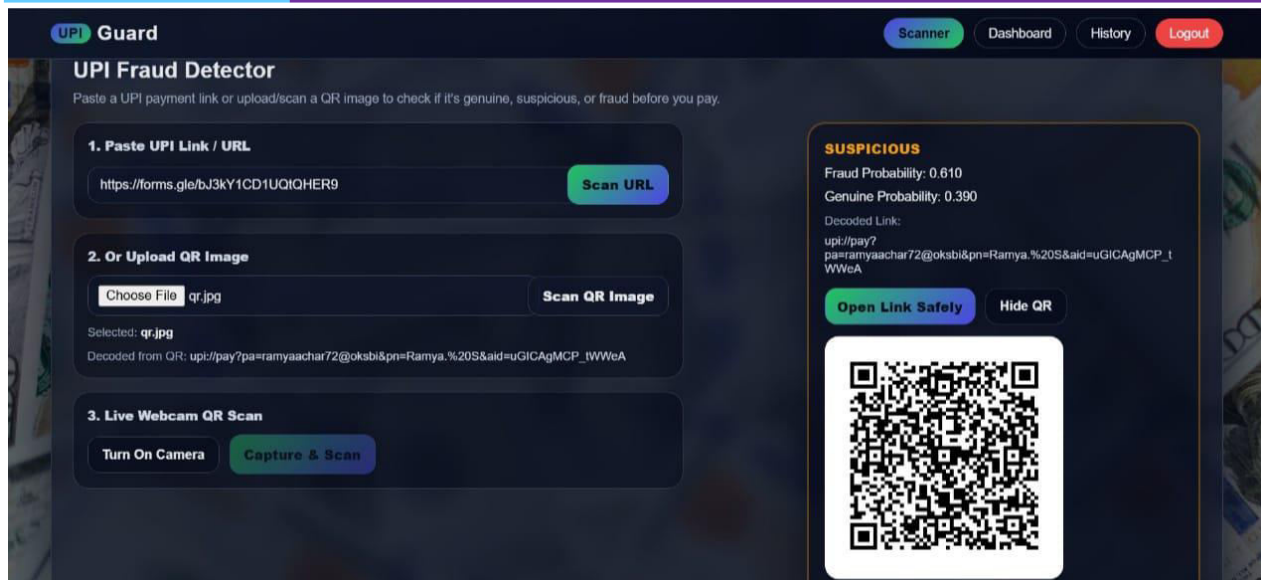 UPI Guard
Scanner Dashboard History Logout
UPI Fraud Detector
Paste a UPI payment link or upload/scan a QR image to check if it's genuine, suspicious, or fraud before you pay.
1. Paste UPI Link / URL
https://forms.gle/bJ3kY1CD1UQtQHER9
Scan URL
2. Or Upload QR Image
Choose File qr.jpg
Scan QR Image
Selected: qr.jpg
Decoded from QR: upi://pay?pa=ramyaachar72@oksbi&pn=Ramya.%20S&aid=uGICAgMCP_tWWeA
3. Live Webcam QR Scan
Turn On Camera
Capture & Scan
SUSPICIOUS
Fraud Probability: 0.610
Genuine Probability: 0.390
Decoded Link:
upi://pay?
pa=ramyaachar72@oksbi&pn=Ramya.%20S&aid=uGICAgMCP_t
WWeA
Open Link Safely
Hide QR